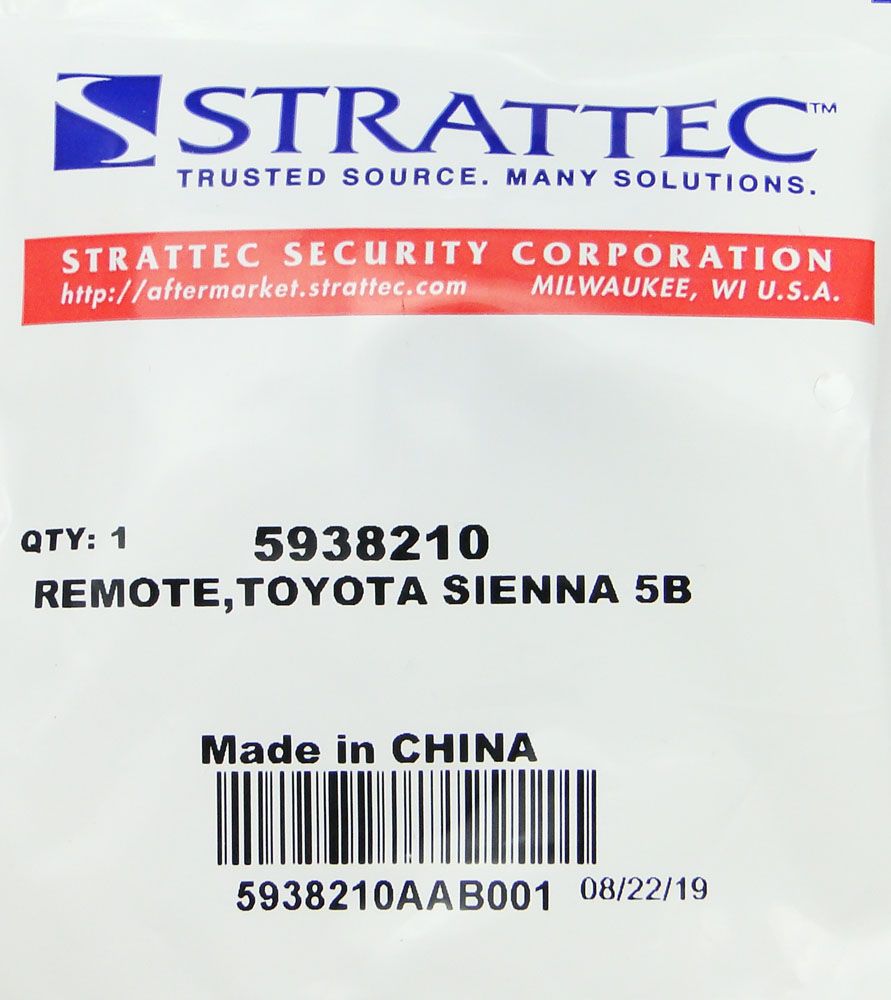 STRATTEC™
TRUSTED SOURCE. MANY SOLUTIONS.
STRATTEC SECURITY CORPORATION
http://aftermarket.strattec.com MILWAUKEE, WI U.S.A.
QTY: 1 5938210
REMOTE,TOYOTA SIENNA 5B
Made in CHINA
5938210AAB001 08/22/19